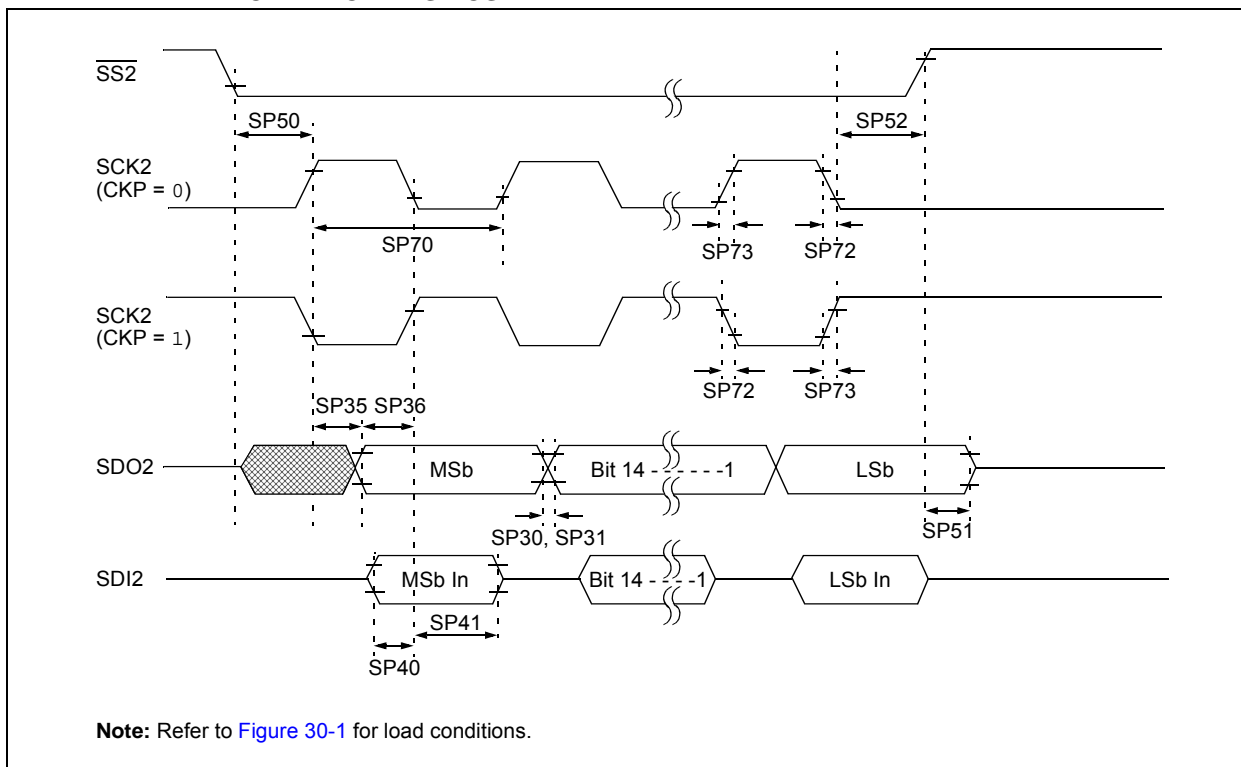 SS2
SP50
SP52
SCK2
(CKP = 0)
SP70
SP73
SP72
SCK2
(CKP = 1)
SP72
SP73
SP35 SP36
SDO2
MSb
Bit 14 - - - - - -1
LSb
SP30, SP31
SP51
SDI2
MSb In
Bit 14 - - - -1
LSb In
SP41
SP40
Note: Refer to Figure 30-1 for load conditions.